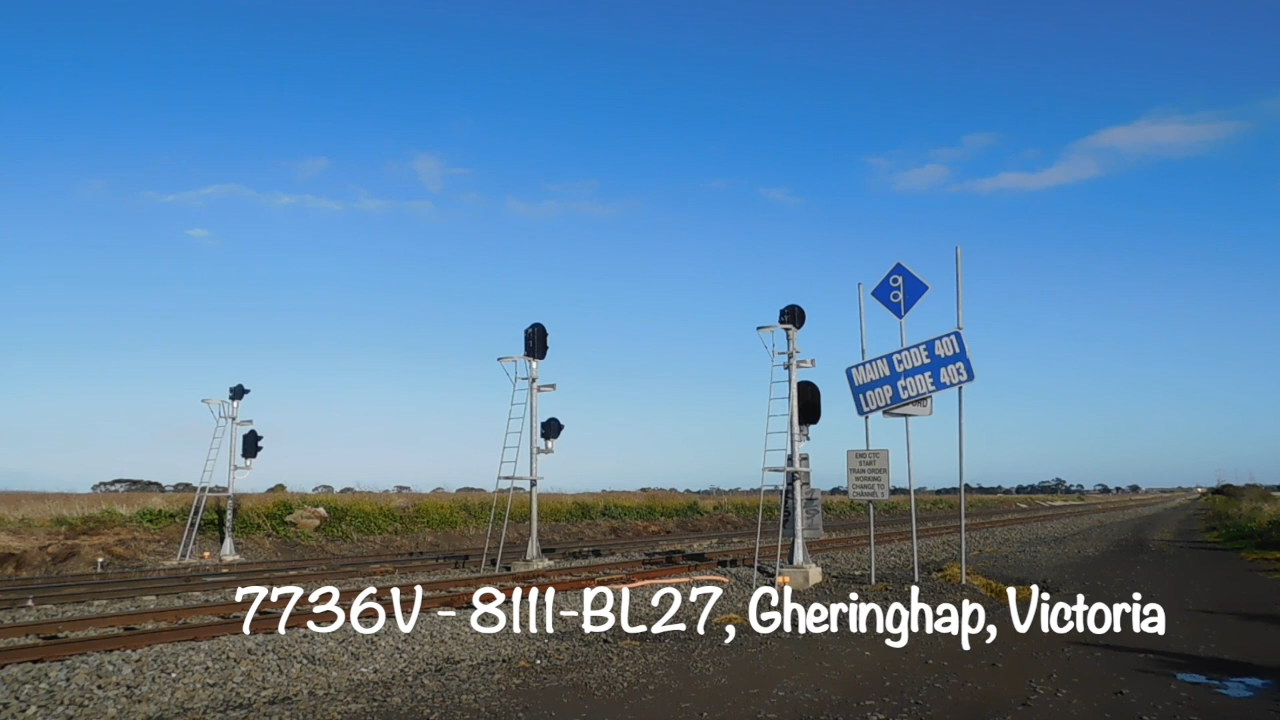 MAIN CODE 401
LOOP CODE 403
END CTC
START
TRAIN ORDER
WORKING
CHANGE TO
CHANNEL 5
7736V - 8111-BL27, Gheringhap, Victoria